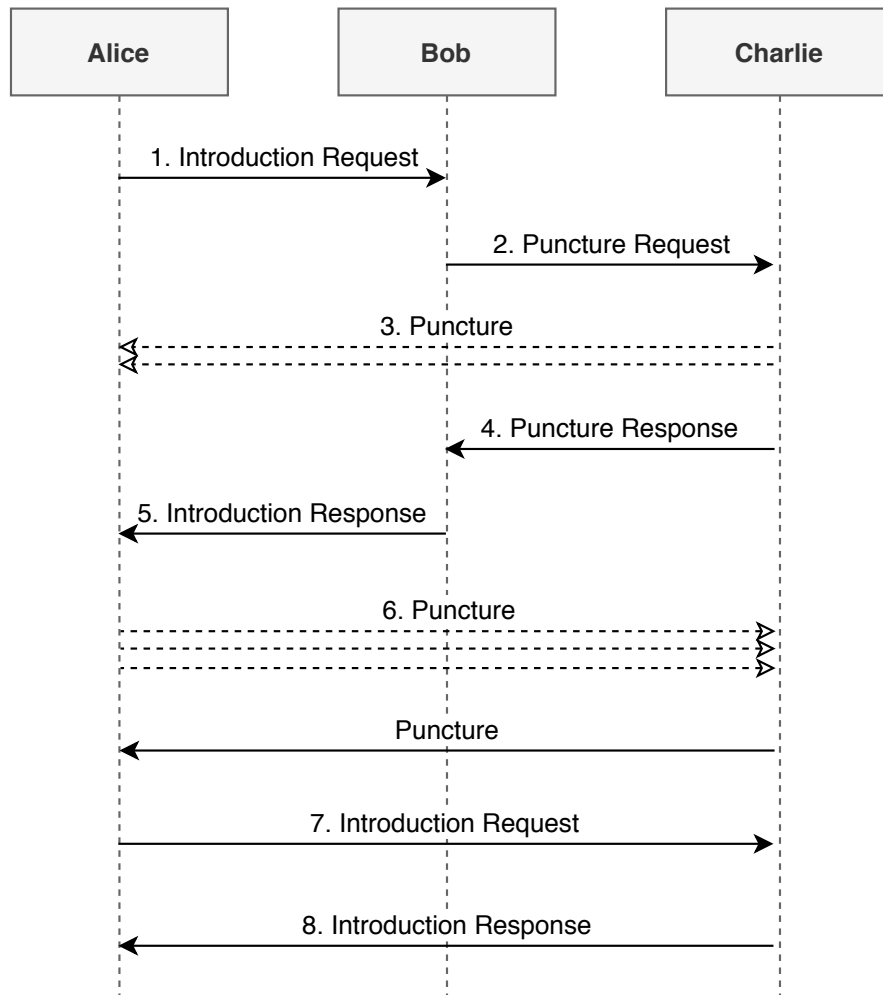 Alice
Bob
Charlie
1. Introduction Request
2. Puncture Request
3. Puncture
4. Puncture Response
5. Introduction Response
6. Puncture
Puncture
7. Introduction Request
8. Introduction Response